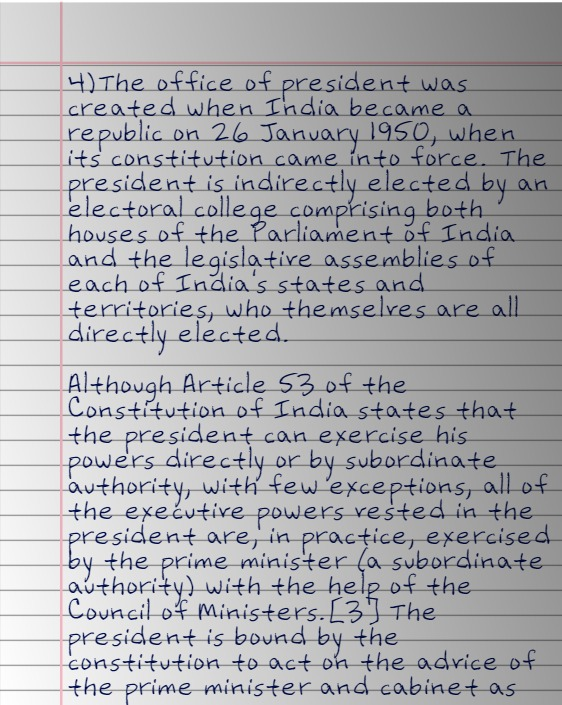 4)The office of president was
created when India became a
republic on 26 January 1950, when
its constitution came into force. The
president is indirectly elected by an
electoral college comprising both
houses of the Parliament of India
and the legislative assemblies of
each of India's states and
territories, who themselves are all
directly elected.
Although Article 53 of the
Constitution of India states that
the president can exercise his
powers directly or by subordinate
authority, with few exceptions, all of
the executive powers vested in the
president are, in practice, exercised
by the prime minister (a subordinate
authority) with the help of the
Council of Ministers.[3] The
president is bound by the
constitution to act on the advice of
the prime minister and cabinet as